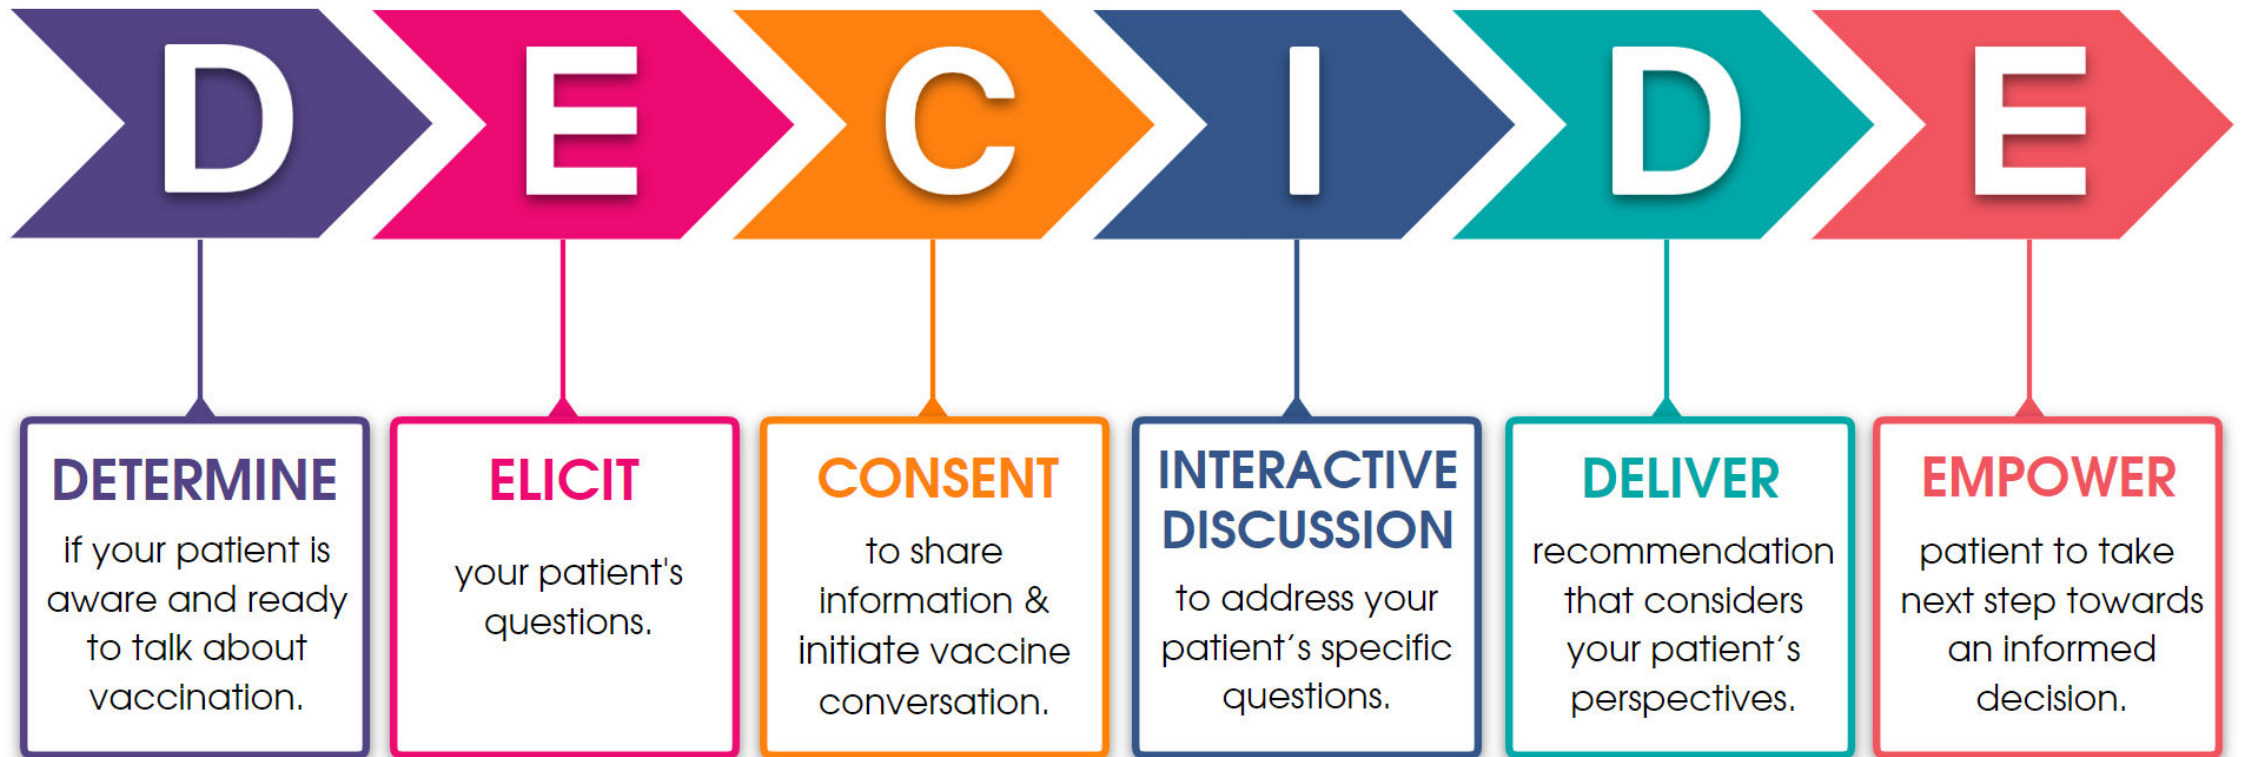 D
E
C
I
D
E
DETERMINE
if your patient is
aware and ready
to talk about
vaccination.
ELICIT
your patient's
questions.
CONSENT
to share
information &
initiate vaccine
conversation.
INTERACTIVE
DISCUSSION
to address your
patient´s specific
questions.
DELIVER
recommendation
that considers
your patient´s
perspectives.
EMPOWER
patient to take
next step towards
an informed
decision.